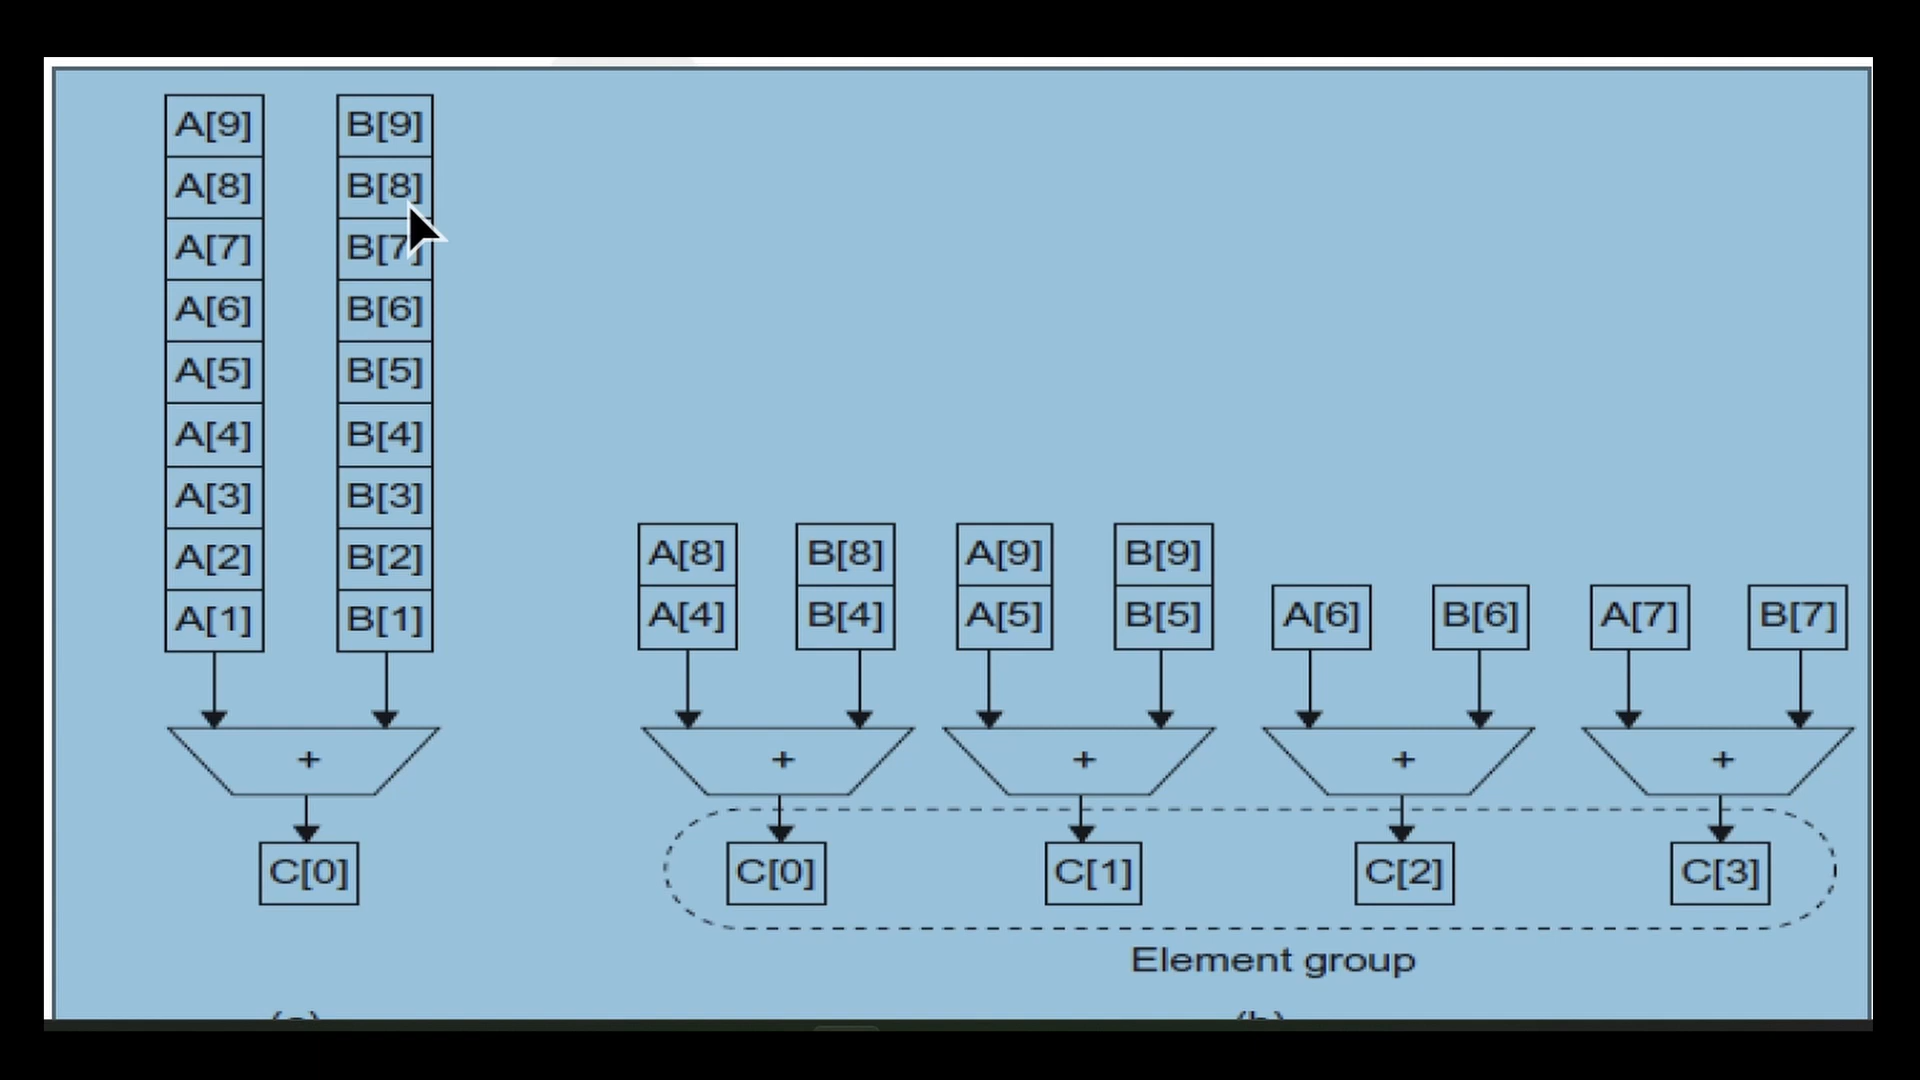 A[9] B[9]
A[8] B[8]
A[7] B[7]
A[6] B[6]
A[5] B[5]
A[4] B[4]
A[3] B[3]
A[2] B[2]
A[1] B[1]
+
C[0]
A[8] B[8] A[9] B[9]
A[4] B[4] A[5] B[5] A[6] B[6] A[7] B[7]
+ + + +
C[0] C[1] C[2] C[3]
Element group